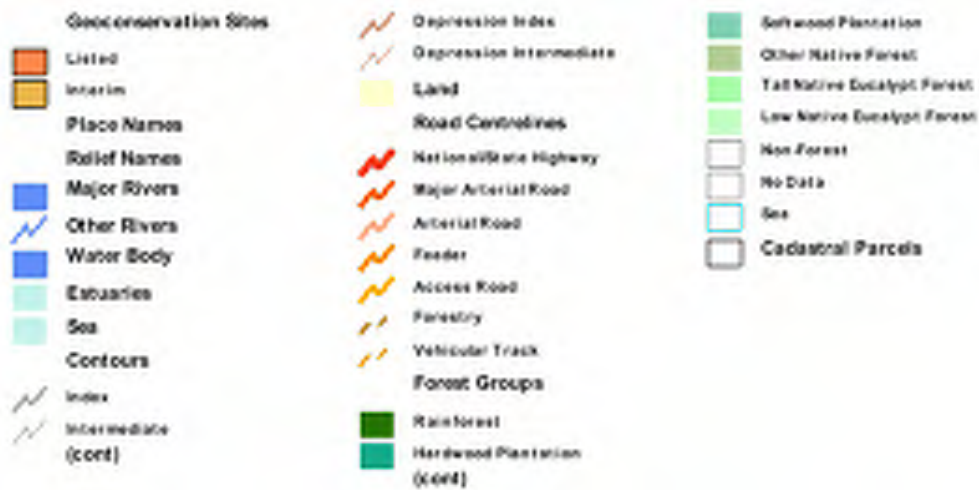 Geoconservation Sites
Listed
Interim
Place Names
Relief Names
Major Rivers
Other Rivers
Water Body
Estuaries
Sea
Contours
Index
Intermediate
(cont)
Depression Index
Depression Intermediate
Land
Road Centrelines
National/State Highway
Major Arterial Road
Arterial Road
Feeder
Access Road
Forestry
Vehicular Track
Forest Groups
Rainforest
Hardwood Plantation
(cont)
Softwood Plantation
Other Native Forest
Tall Native Eucalypt Forest
Low Native Eucalypt Forest
Non-Forest
No Data
Sea
Cadastral Parcels